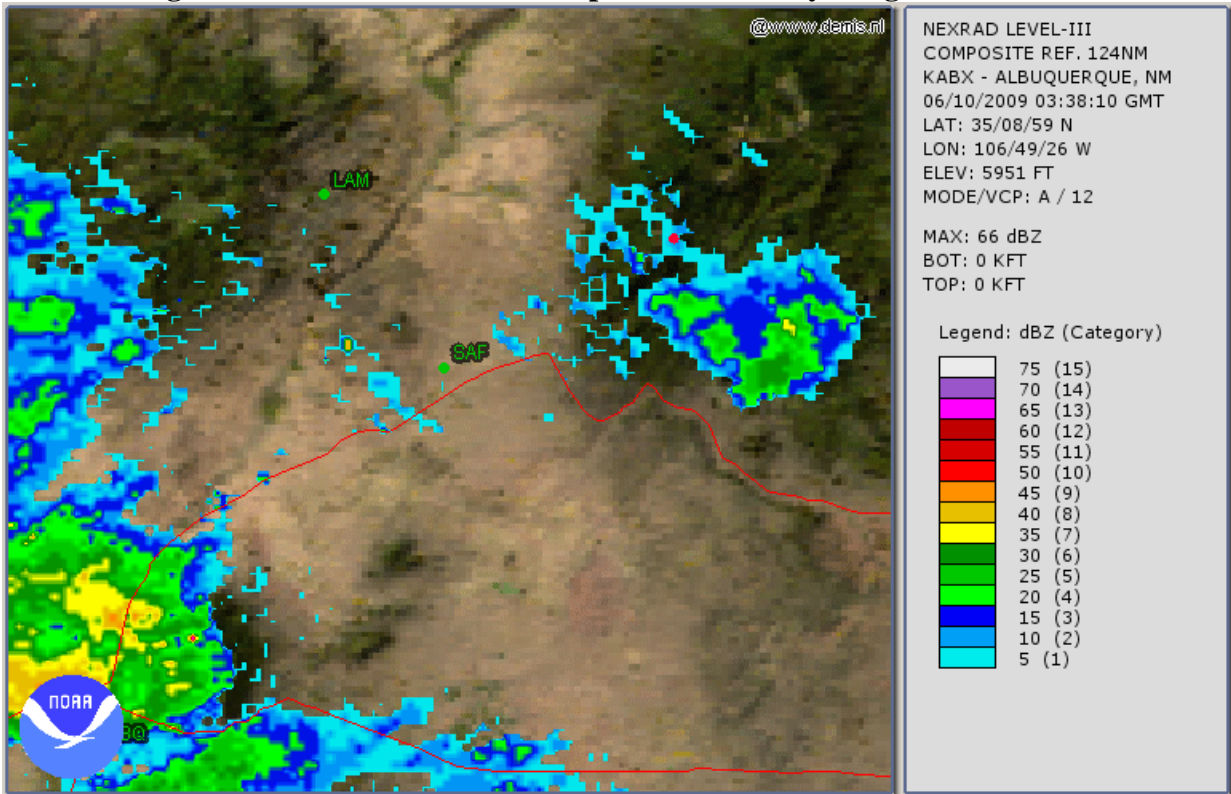 @www.demis.nl
LAM
SAF
NOAA
BQ
NEXRAD LEVEL-III
COMPOSITE REF. 124NM
KABX - ALBUQUERQUE, NM
06/10/2009 03:38:10 GMT
LAT: 35/08/59 N
LON: 106/49/26 W
ELEV: 5951 FT
MODE/VCP: A / 12
MAX: 66 dBZ
BOT: 0 KFT
TOP: 0 KFT
Legend: dBZ (Category)
75 (15)
70 (14)
65 (13)
60 (12)
55 (11)
50 (10)
45 (9)
40 (8)
35 (7)
30 (6)
25 (5)
20 (4)
15 (3)
10 (2)
5 (1)